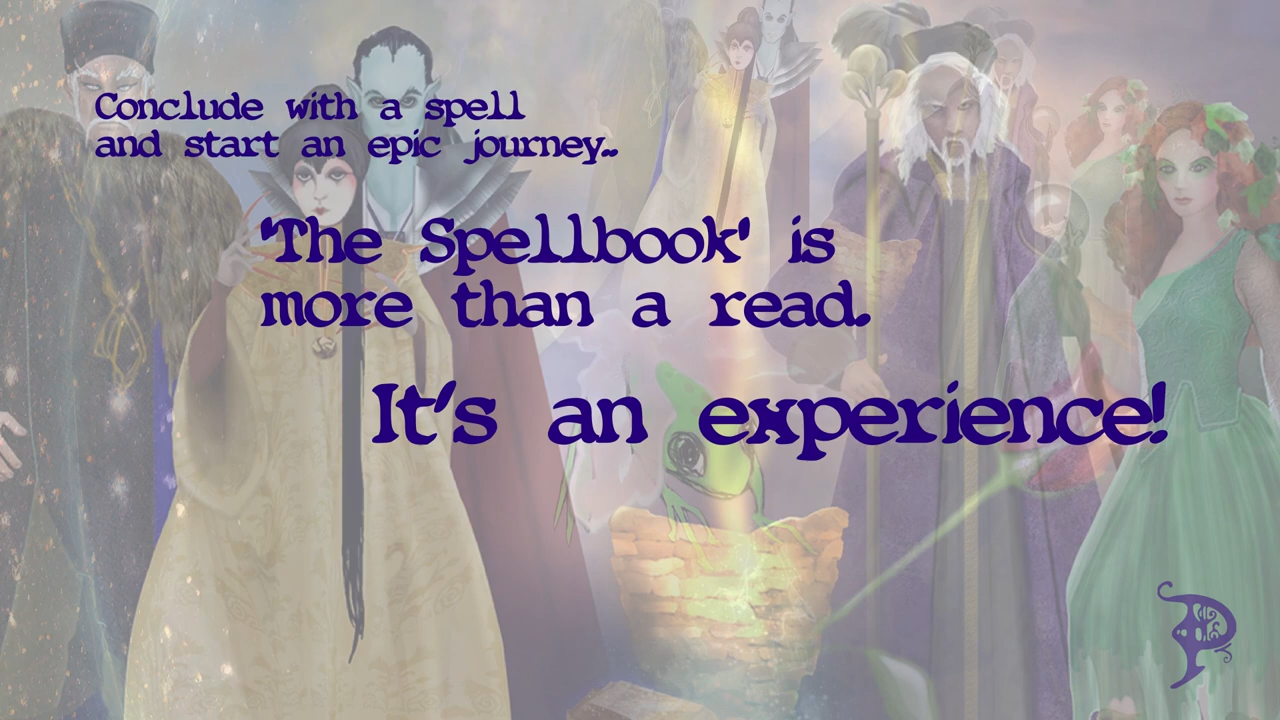 Conclude with a spell
and start an epic journey..
'The Spellbook' is
more than a read.
It's an experience!
P